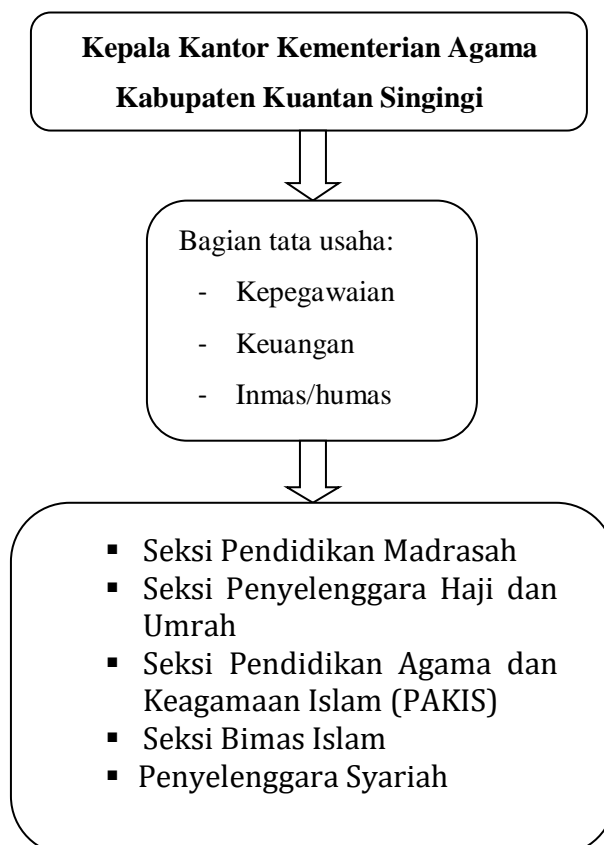 Kepala Kantor Kementerian Agama
Kabupaten Kuantan Singingi
Bagian tata usaha:
- Kepegawaian
- Keuangan
- Inmas/humas
▪ Seksi Pendidikan Madrasah
▪ Seksi Penyelenggara Haji dan
Umrah
▪ Seksi Pendidikan Agama dan
Keagamaan Islam (PAKIS)
▪ Seksi Bimas Islam
▪ Penyelenggara Syariah